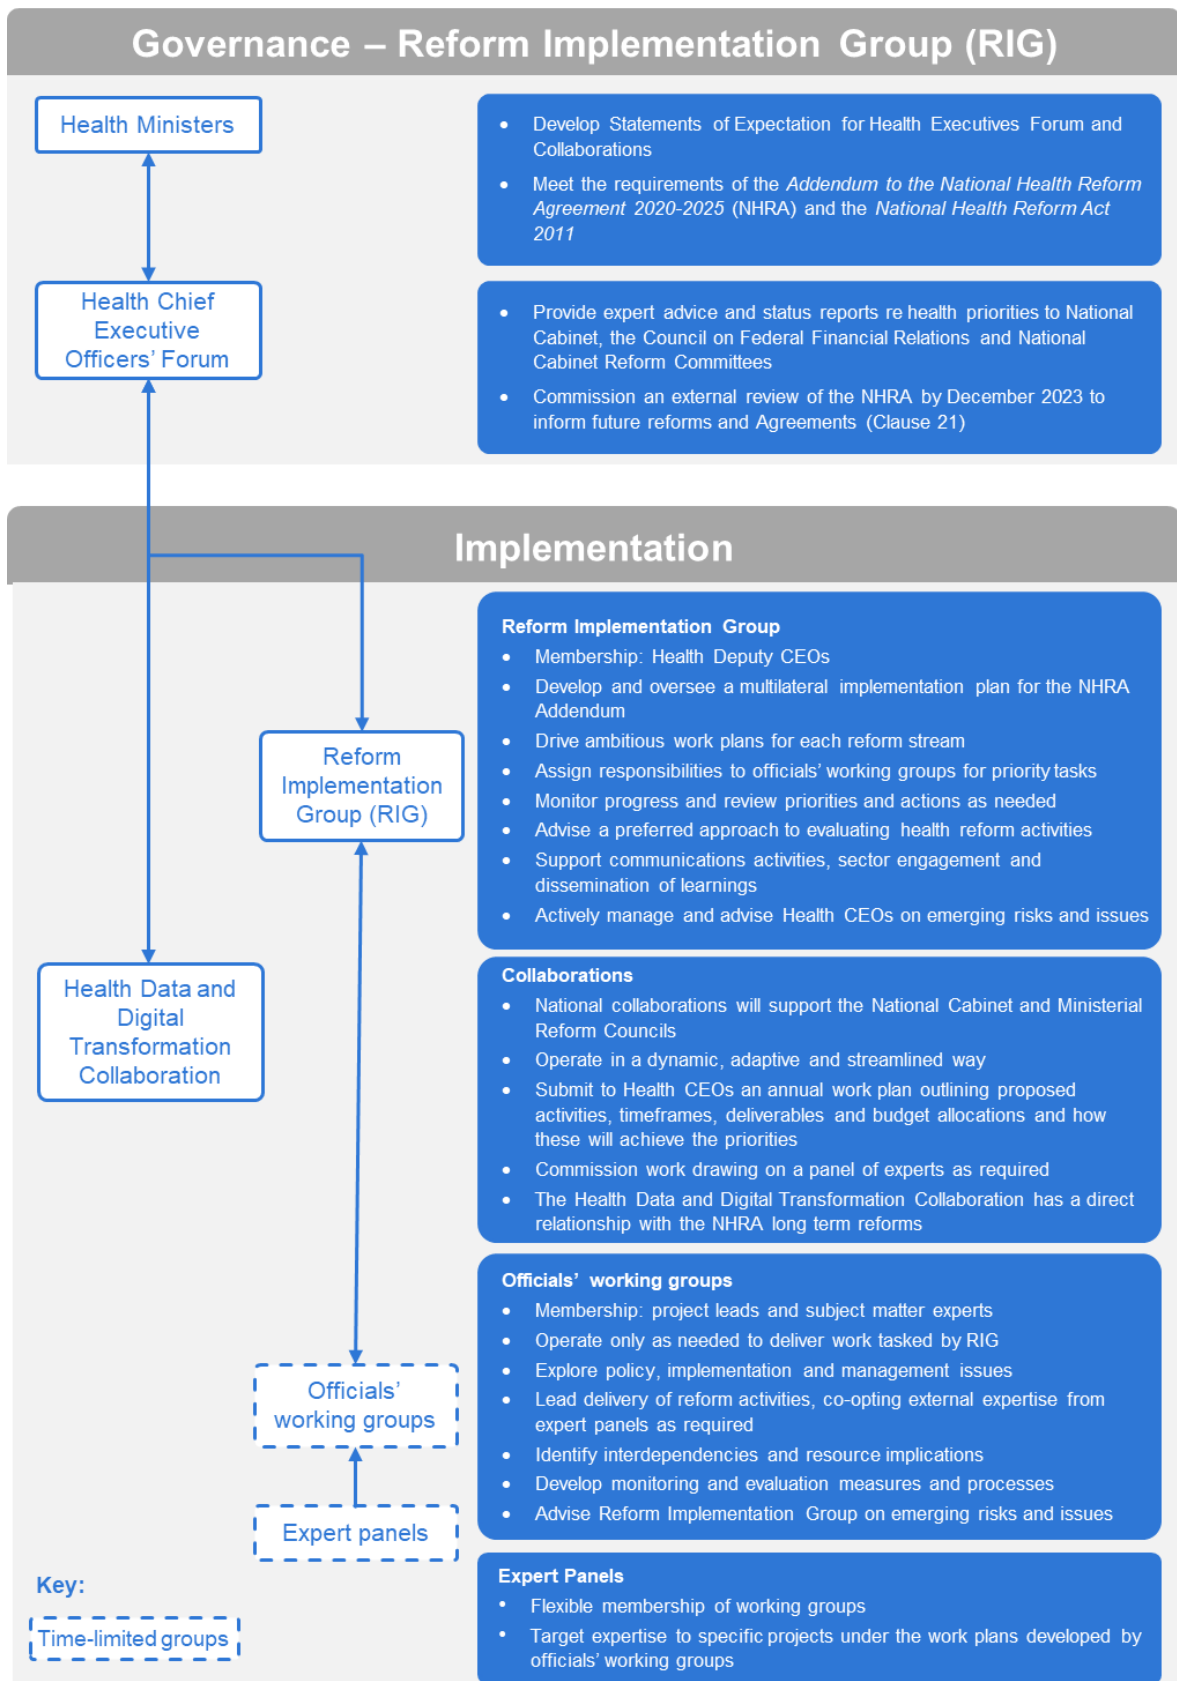 Governance – Reform Implementation Group (RIG)
Health Ministers
• Develop Statements of Expectation for Health Executives Forum and
Collaborations
• Meet the requirements of the Addendum to the National Health Reform
Agreement 2020-2025 (NHRA) and the National Health Reform Act
2011
Health Chief
Executive
Officers' Forum
• Provide expert advice and status reports re health priorities to National
Cabinet, the Council on Federal Financial Relations and National
Cabinet Reform Committees
• Commission an external review of the NHRA by December 2023 to
inform future reforms and Agreements (Clause 21)
Implementation
Reform
Implementation
Group (RIG)
Reform Implementation Group
• Membership: Health Deputy CEOs
• Develop and oversee a multilateral implementation plan for the NHRA
Addendum
• Drive ambitious work plans for each reform stream
• Assign responsibilities to officials' working groups for priority tasks
• Monitor progress and review priorities and actions as needed
• Advise a preferred approach to evaluating health reform activities
• Support communications activities, sector engagement and
dissemination of learnings
• Actively manage and advise Health CEOs on emerging risks and issues
Health Data and
Digital
Transformation
Collaboration
Collaborations
• National collaborations will support the National Cabinet and Ministerial
Reform Councils
• Operate in a dynamic, adaptive and streamlined way
• Submit to Health CEOs an annual work plan outlining proposed
activities, timeframes, deliverables and budget allocations and how
these will achieve the priorities
• Commission work drawing on a panel of experts as required
• The Health Data and Digital Transformation Collaboration has a direct
relationship with the NHRA long term reforms
Officials'
working groups
Officials' working groups
• Membership: project leads and subject matter experts
• Operate only as needed to deliver work tasked by RIG
• Explore policy, implementation and management issues
• Lead delivery of reform activities, co-opting external expertise from
expert panels as required
• Identify interdependencies and resource implications
• Develop monitoring and evaluation measures and processes
• Advise Reform Implementation Group on emerging risks and issues
Expert panels
Expert Panels
• Flexible membership of working groups
• Target expertise to specific projects under the work plans developed by
officials' working groups
Key:
Time-limited groups